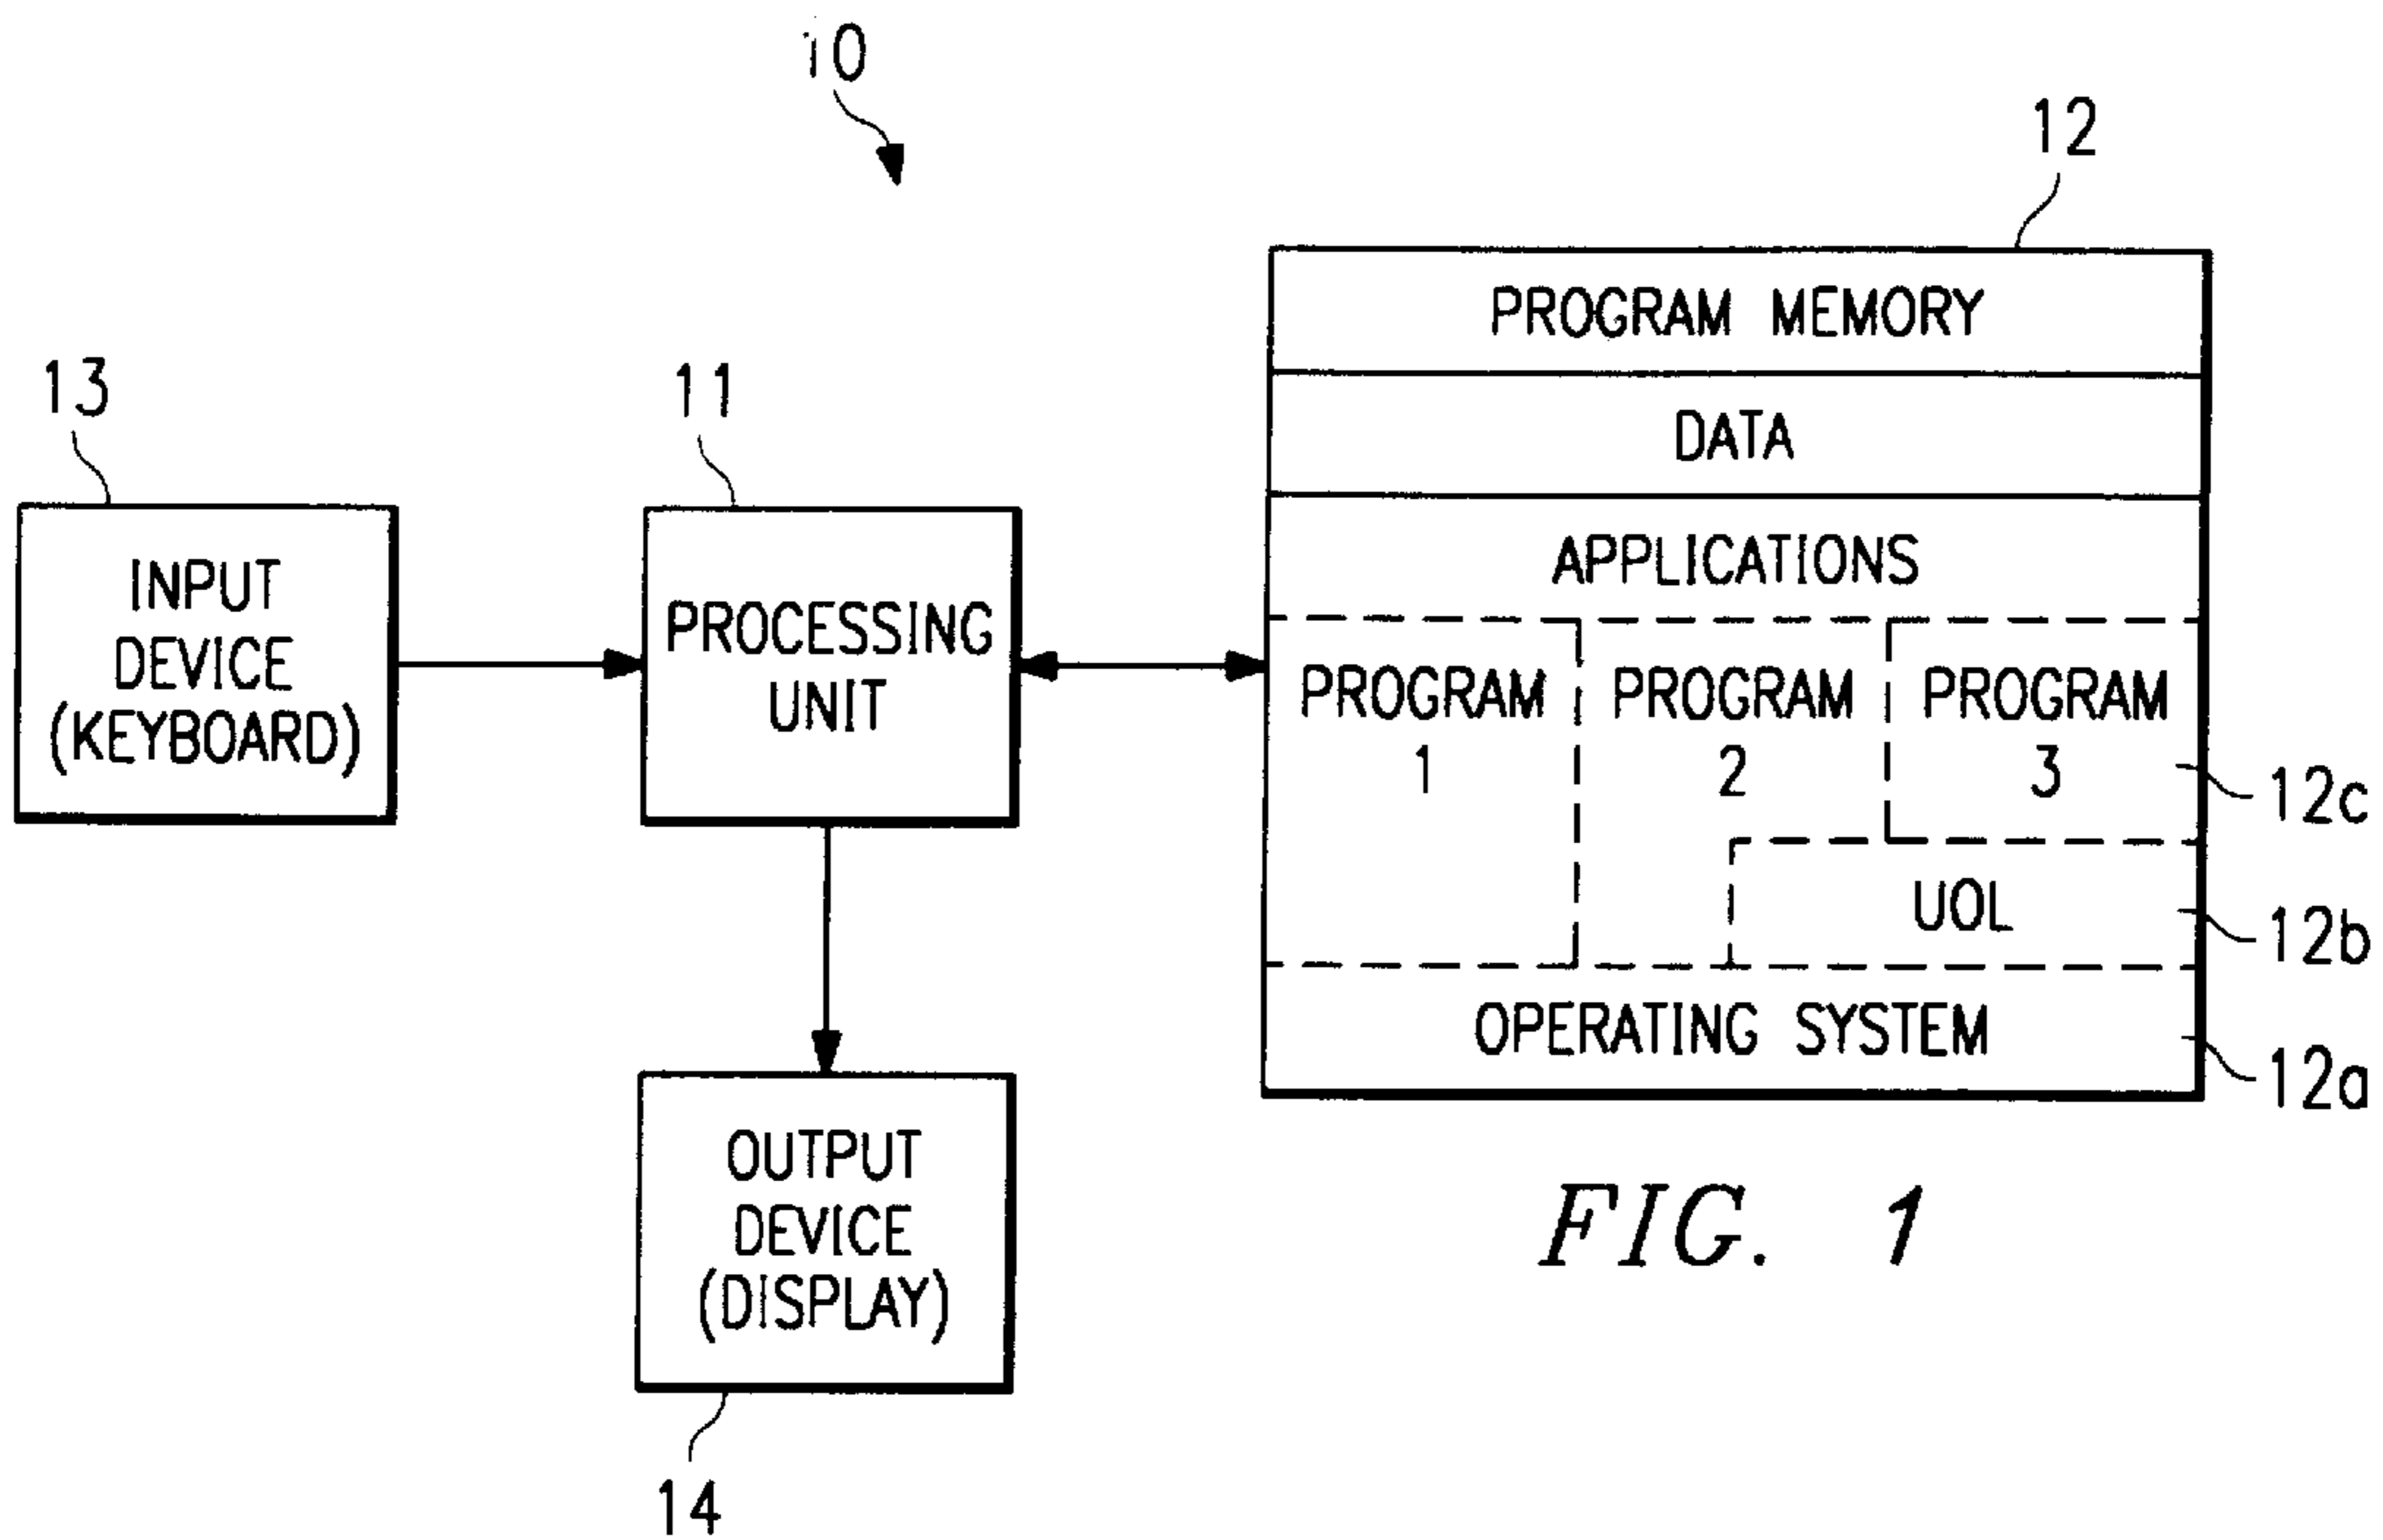 10
12
PROGRAM MEMORY
DATA
APPLICATIONS
PROGRAM
1
PROGRAM
2
PROGRAM
3
12c
UOL
12b
OPERATING SYSTEM
12a
13
INPUT
DEVICE
(KEYBOARD)
11
PROCESSING
UNIT
OUTPUT
DEVICE
(DISPLAY)
14
FIG. 1